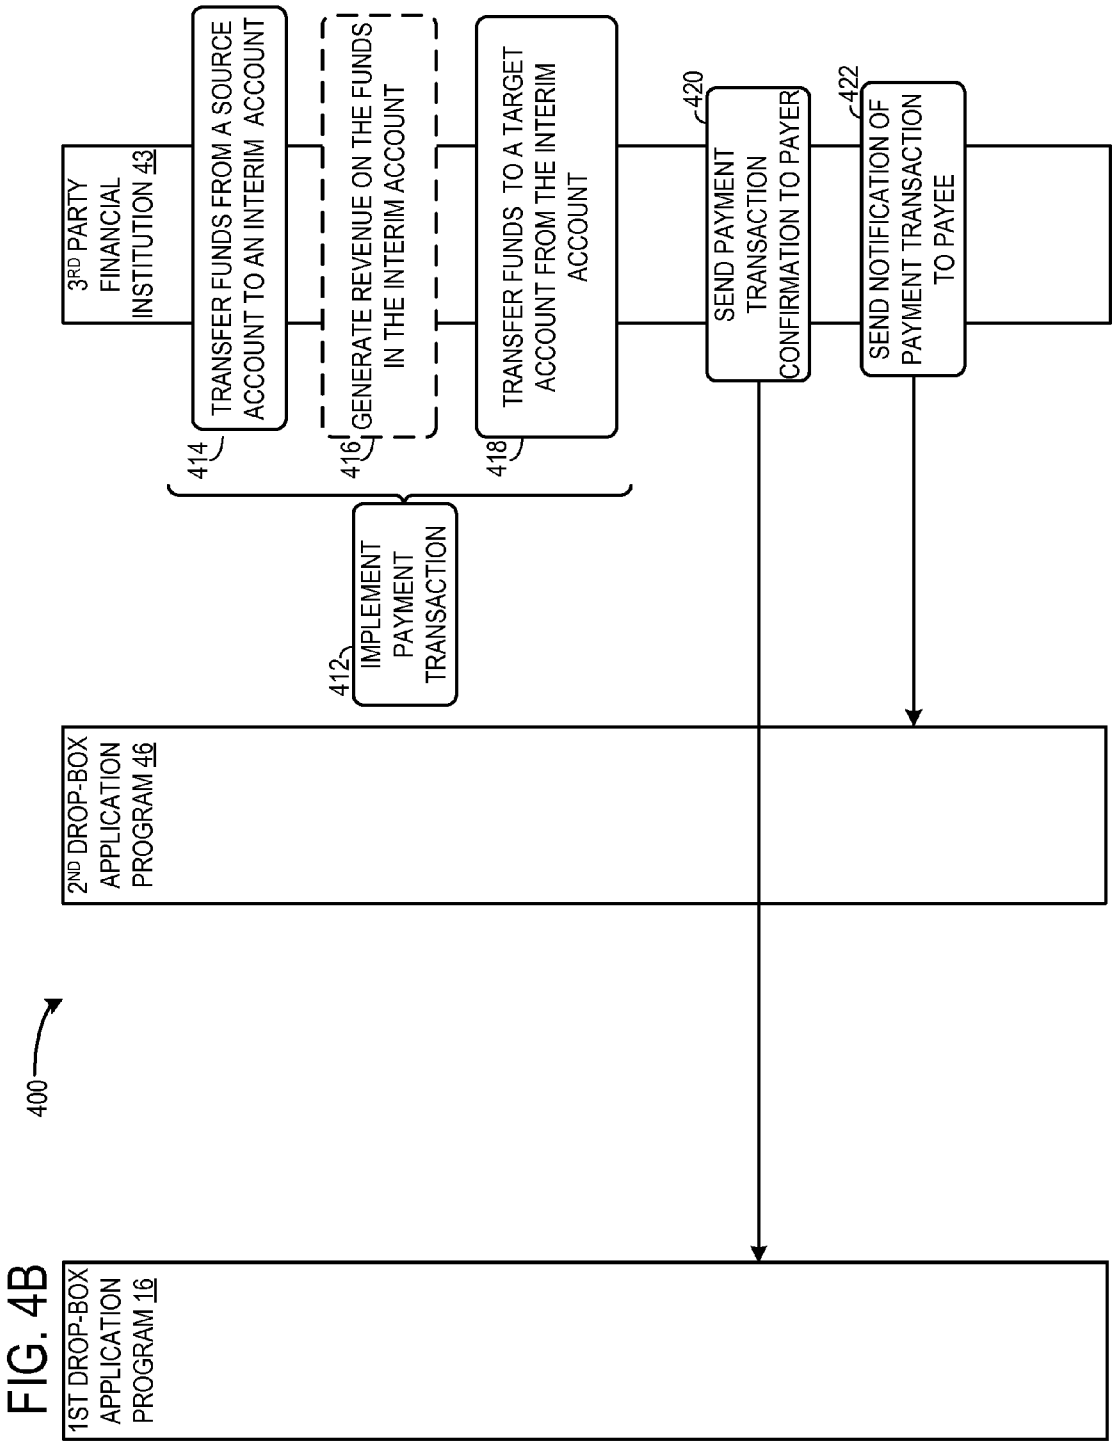 FIG. 4B
400
1ST DROP-BOX
APPLICATION
PROGRAM 16
2ND DROP-BOX
APPLICATION
PROGRAM 46
3RD PARTY
FINANCIAL
INSTITUTION 43
412
IMPLEMENT
PAYMENT
TRANSACTION
414
TRANSFER FUNDS FROM A SOURCE
ACCOUNT TO AN INTERIM ACCOUNT
416
GENERATE REVENUE ON THE FUNDS
IN THE INTERIM ACCOUNT
418
TRANSFER FUNDS TO A TARGET
ACCOUNT FROM THE INTERIM
ACCOUNT
420
SEND PAYMENT
TRANSACTION
CONFIRMATION TO PAYER
422
SEND NOTIFICATION OF
PAYMENT TRANSACTION
TO PAYEE